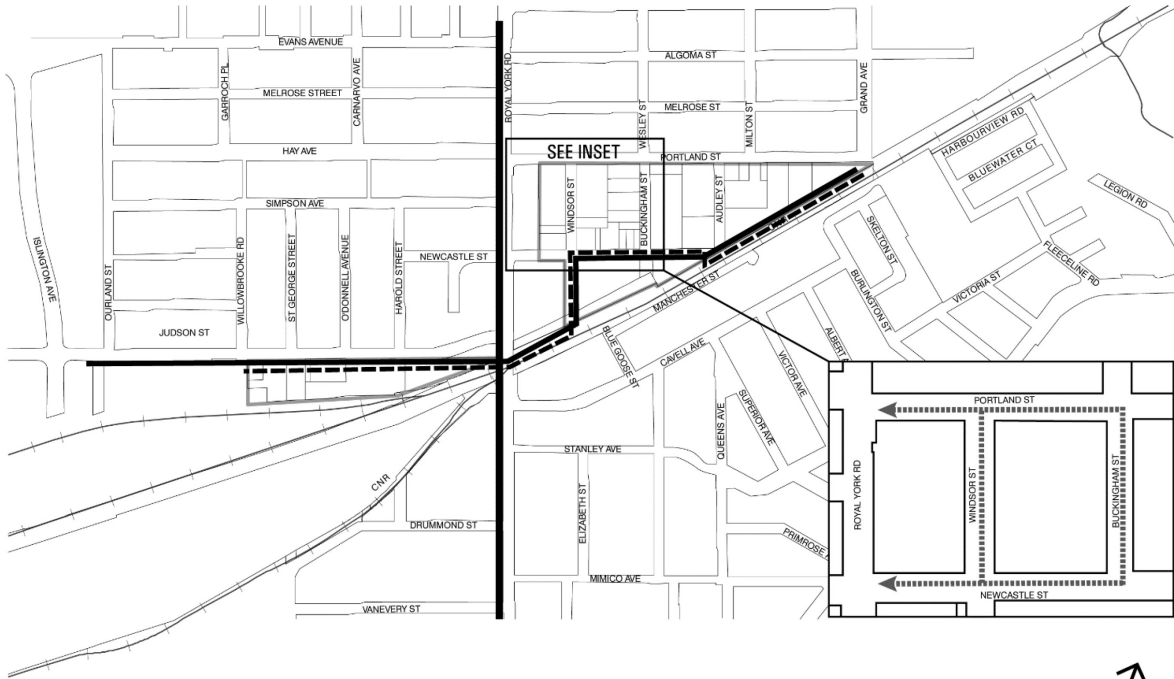 EVANS AVENUE
GARROCH PL
CARNARVO AVE
MELROSE STREET
HAY AVE
SIMPSON AVE
ISLINGTON AVE
OURLAND ST
WILLOWBROOKE RD
ST GEORGE STREET
O'DONNELL AVENUE
HAROLD STREET
NEWCASTLE ST
JUDSON ST
ROYAL YORK RD
ALGOMA ST
WESLEY ST
MELROSE ST
MILTON ST
GRAND AVE
SEE INSET
PORTLAND ST
WINDSOR ST
BUCKINGHAM ST
AUDLEY ST
HARBOURVIEW RD
BLUEWATER CT
LEGION RD
SKELTON ST
FLEECELINE RD
BURLINGTON ST
VICTORIA ST
MANCHESTER ST
BLUE GOOSE ST
CAVELL AVE
ALBERT
VICTOR AVE
SUPERIOR AVE
QUEENS AVE
STANLEY AVE
ELIZABETH ST
CNR
DRUMMOND ST
PRIMROSE
MIMICO AVE
VANEVERY ST
PORTLAND ST
ROYAL YORK RD
WINDSOR ST
BUCKINGHAM ST
NEWCASTLE ST